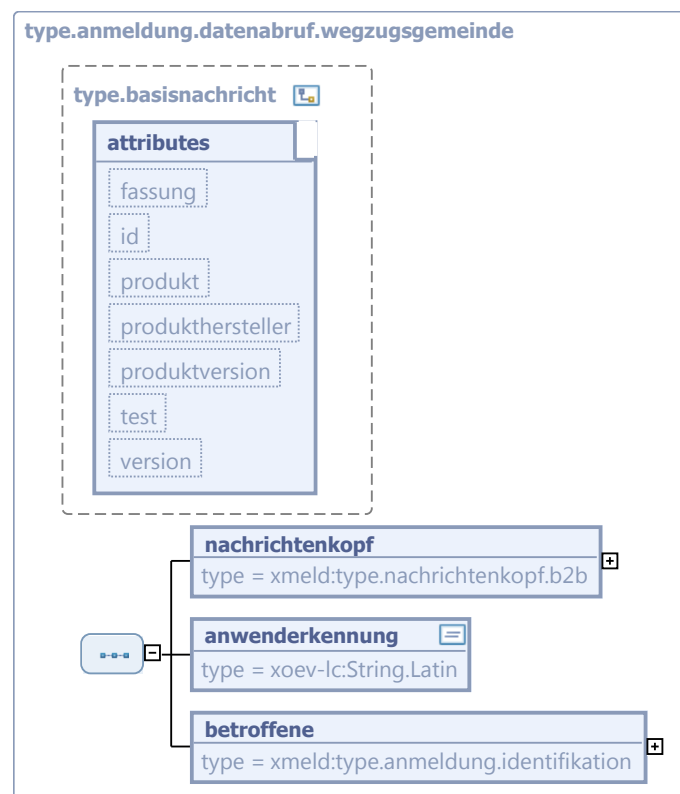 type.anmeldung.datenabruf.wegzugsgemeinde
type.basisnachricht
attributes
fassung
id
produkt
produkthersteller
produktversion
test
version
nachrichtenkopf
type = xmeld:type.nachrichtenkopf.b2b
anwenderkennung
type = xoev-lc:String.Latin
betroffene
type = xmeld:type.anmeldung.identifikation